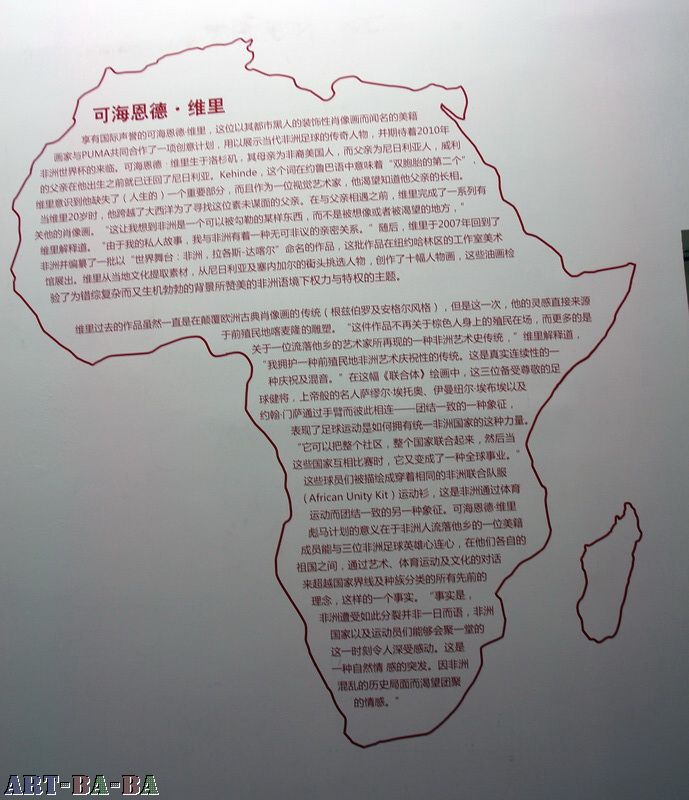 可海恩德·维里
享有国际声誉的可海恩德·维里，这位以其都市黑人的装饰性肖像画而闻名的美籍
画家与PUMA共同合作了一项创意计划，用以展示当代非洲足球的传奇人物，并期待着2010年
非洲世界杯的来临。可海恩德·维里生于洛杉矶，其母亲为非裔美国人，而父亲为尼日利亚人，威利
的父亲在他出生之前就已迁回了尼日利亚。Kehinde，这个词在约鲁巴语中意味着“双胞胎的第二个”，
维里意识到他缺失了（人生的）一个重要部分，而且作为一位视觉艺术家，他渴望知道他父亲的长相。
当维里20岁时，他跨越了大西洋为了寻找这位素未谋面的父亲。在与父亲相遇之前，维里完成了一系列有
关他的肖像画。“这让我想到非洲是一个可以被勾勒的某样东西，而不是被想像或者被渴望的地方，”
维里解释道。“由于我的私人故事，我与非洲有着一种无可非议的亲密关系。”随后，维里于2007年回到了
非洲并编纂了一批以“世界舞台：非洲，拉各斯-达喀尔”命名的作品，这批作品在纽约哈林区的工作室美术
馆展出。维里从当地文化提取素材，从尼日利亚及塞内加尔的街头挑选人物，创作了十幅人物画，这些油画检
验了为错综复杂而又生机勃勃的背景所赞美的非洲语境下权力与特权的主题。
维里过去的作品虽然一直是在颠覆欧洲古典肖像画的传统（根兹伯罗及安格尔风格），但是这一次，他的灵感直接来源
于前殖民地喀麦隆的雕塑。“这件作品不再关于棕色人身上的殖民在场，而更多的是
关于一位流落他乡的艺术家所再现的一种非洲艺术史传统，”维里解释道，
“我拥护一种前殖民地非洲艺术庆祝性的传统。这是真实连续性的一
种庆祝及混音。”在这幅《联合体》绘画中，这三位备受尊敬的足
球健将，上帝般的名人萨缪尔·埃托奥、伊曼纽尔·埃布埃以及
约翰·门萨通过手臂而彼此相连——团结一致的一种象征，
表现了足球运动是如何拥有统一非洲国家的这种力量。
“它可以把整个社区，整个国家联合起来，然后当
这些国家互相比赛时，它又变成了一种全球事业。”
这些球员们被描绘成穿着相同的非洲联合队服
（African Unity Kit）运动衫，这是非洲通过体育
运动而团结一致的另一种象征。可海恩德·维里
彪马计划的意义在于非洲人流落他乡的一位美籍
成员能与三位非洲足球英雄心连心，在他们各自的
祖国之间，通过艺术、体育运动及文化的对话
来超越国家界线及种族分类的所有先前的
理念，这样的一个事实。“事实是，
非洲遭受如此分裂并非一日而语，非洲
国家以及运动员们能够会聚一堂的
这一时刻令人深受感动。这是
一种自然情 感的突发。因非洲
混乱的历史局面而渴望团聚
的情感。”
ART-BA-BA